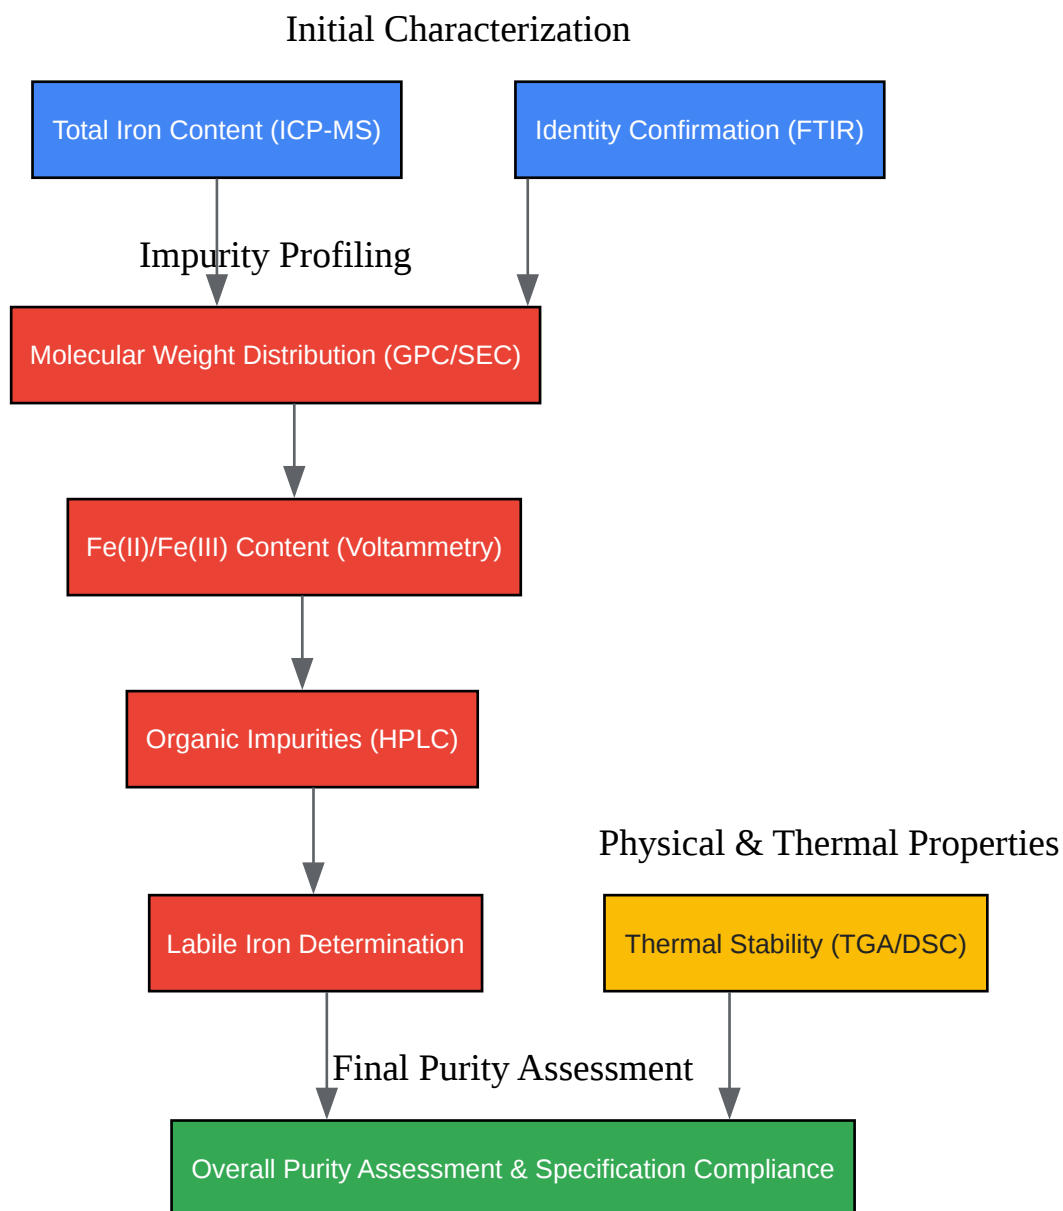 Initial Characterization
Total Iron Content (ICP-MS)
Identity Confirmation (FTIR)
Impurity Profiling
Molecular Weight Distribution (GPC/SEC)
Fe(II)/Fe(III) Content (Voltammetry)
Organic Impurities (HPLC)
Physical & Thermal Properties
Labile Iron Determination
Thermal Stability (TGA/DSC)
Final Purity Assessment
Overall Purity Assessment & Specification Compliance